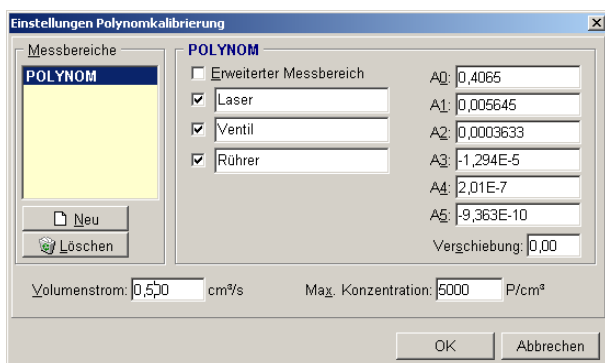 Einstellungen Polynomkalibrierung
Messbereiche
POLYNOM
Neu
Löschen
POLYNOM
Erweiterter Messbereich
Laser
Ventil
Rührer
A0: 0,4065
A1: 0,005645
A2: 0,0003633
A3: -1,294E-5
A4: 2,01E-7
A5: -9,363E-10
Verschiebung: 0,00
Volumenstrom: 0,500 cm³/s
Max. Konzentration: 5000 P/cm³
OK
Abbrechen